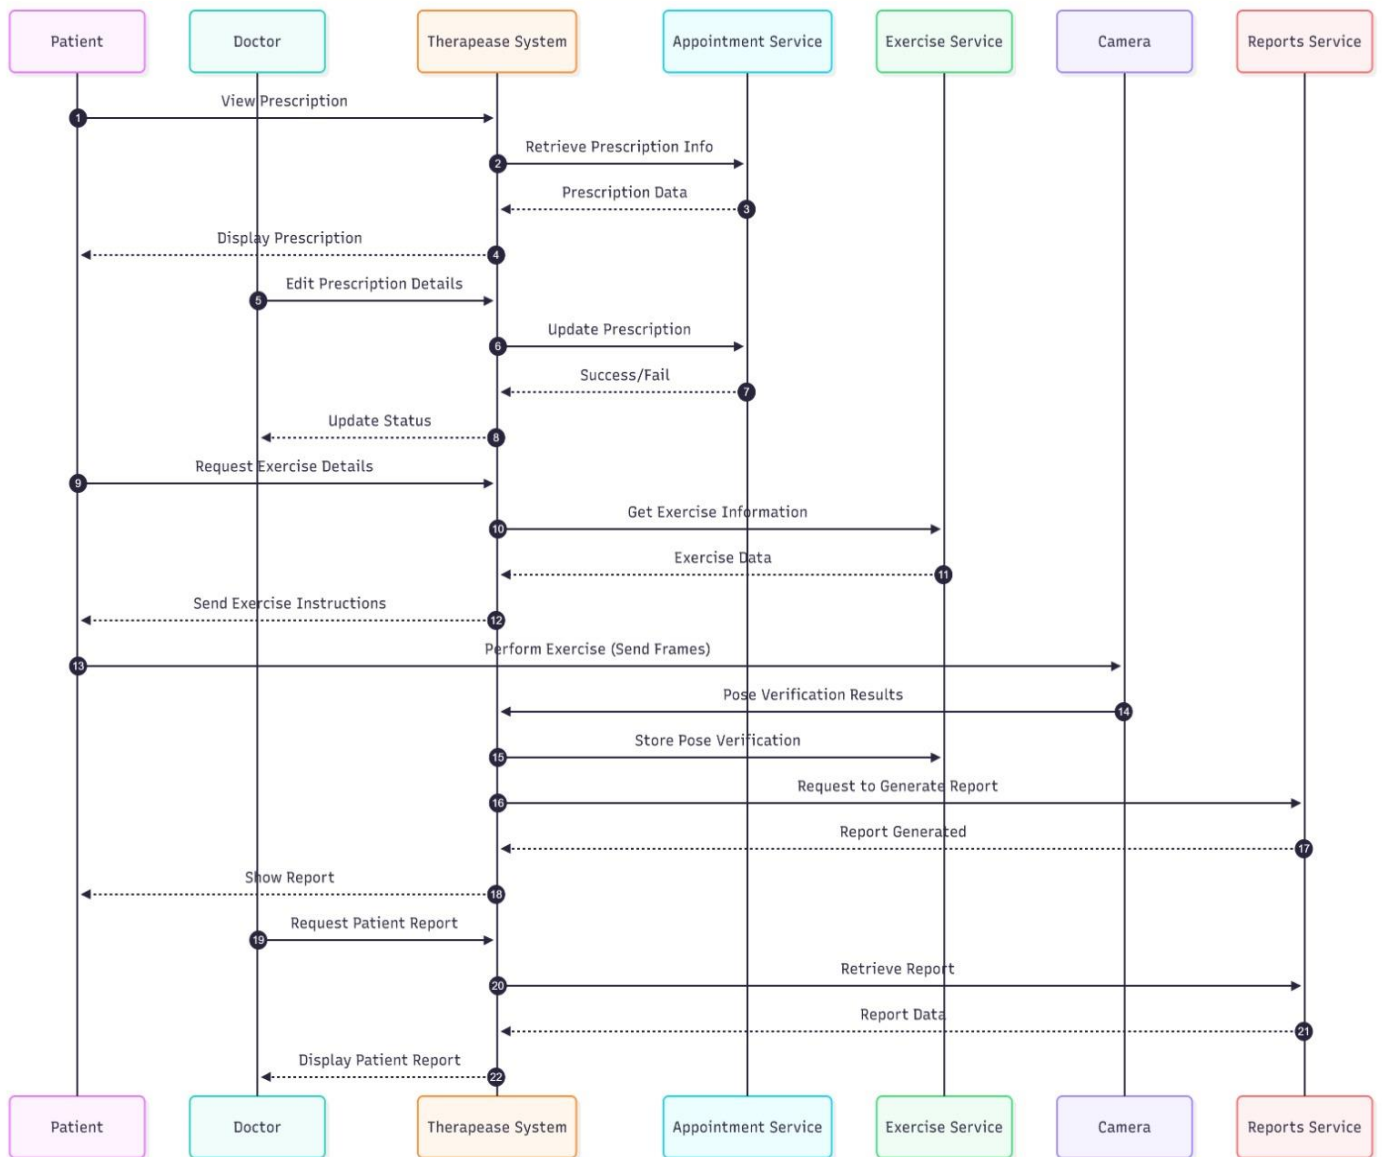 Patient
Doctor
Therapease System
Appointment Service
Exercise Service
Camera
Reports Service
View Prescription
1
Retrieve Prescription Info
2
Prescription Data
3
Display Prescription
4
Edit Prescription Details
5
Update Prescription
6
Success/Fail
7
Update Status
8
Request Exercise Details
9
Get Exercise Information
10
Exercise Data
11
Send Exercise Instructions
12
Perform Exercise (Send Frames)
13
Pose Verification Results
14
Store Pose Verification
15
Request to Generate Report
16
Report Generated
17
Show Report
18
Request Patient Report
19
Retrieve Report
20
Report Data
21
Display Patient Report
22
Patient
Doctor
Therapease System
Appointment Service
Exercise Service
Camera
Reports Service